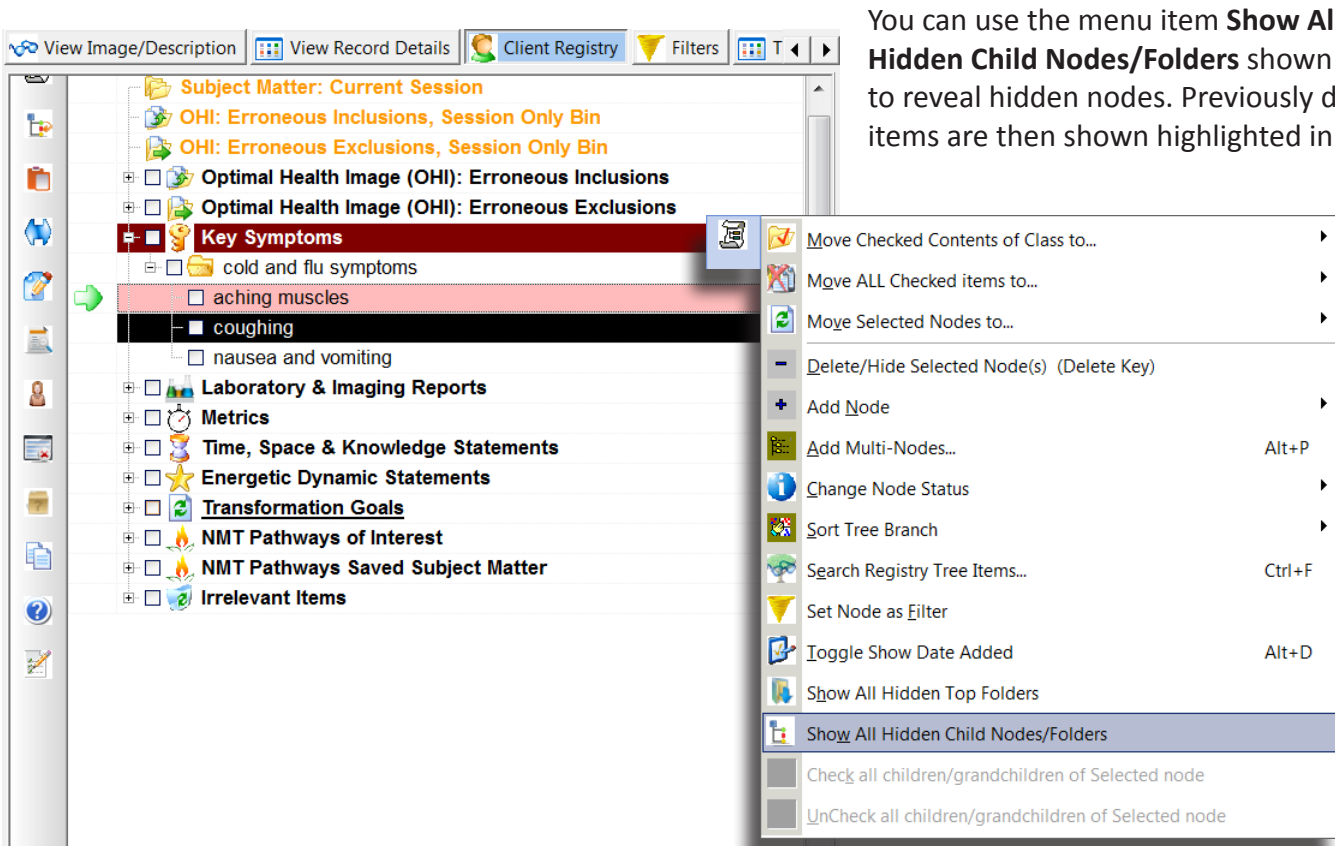 You can use the menu item Show Al
Hidden Child Nodes/Folders shown
to reveal hidden nodes. Previously d
items are then shown highlighted in
View Image/Description View Record Details Client Registry Filters T
Subject Matter: Current Session
OHI: Erroneous Inclusions, Session Only Bin
OHI: Erroneous Exclusions, Session Only Bin
Optimal Health Image (OHI): Erroneous Inclusions
Optimal Health Image (OHI): Erroneous Exclusions
Key Symptoms
cold and flu symptoms
aching muscles
coughing
nausea and vomiting
Laboratory & Imaging Reports
Metrics
Time, Space & Knowledge Statements
Energetic Dynamic Statements
Transformation Goals
NMT Pathways of Interest
NMT Pathways Saved Subject Matter
Irrelevant Items
Move Checked Contents of Class to...
Move ALL Checked items to...
Move Selected Nodes to...
Delete/Hide Selected Node(s) (Delete Key)
Add Node
Add Multi-Nodes... Alt+P
Change Node Status
Sort Tree Branch
Search Registry Tree Items... Ctrl+F
Set Node as Filter
Toggle Show Date Added Alt+D
Show All Hidden Top Folders
Show All Hidden Child Nodes/Folders
Check all children/grandchildren of Selected node
UnCheck all children/grandchildren of Selected node